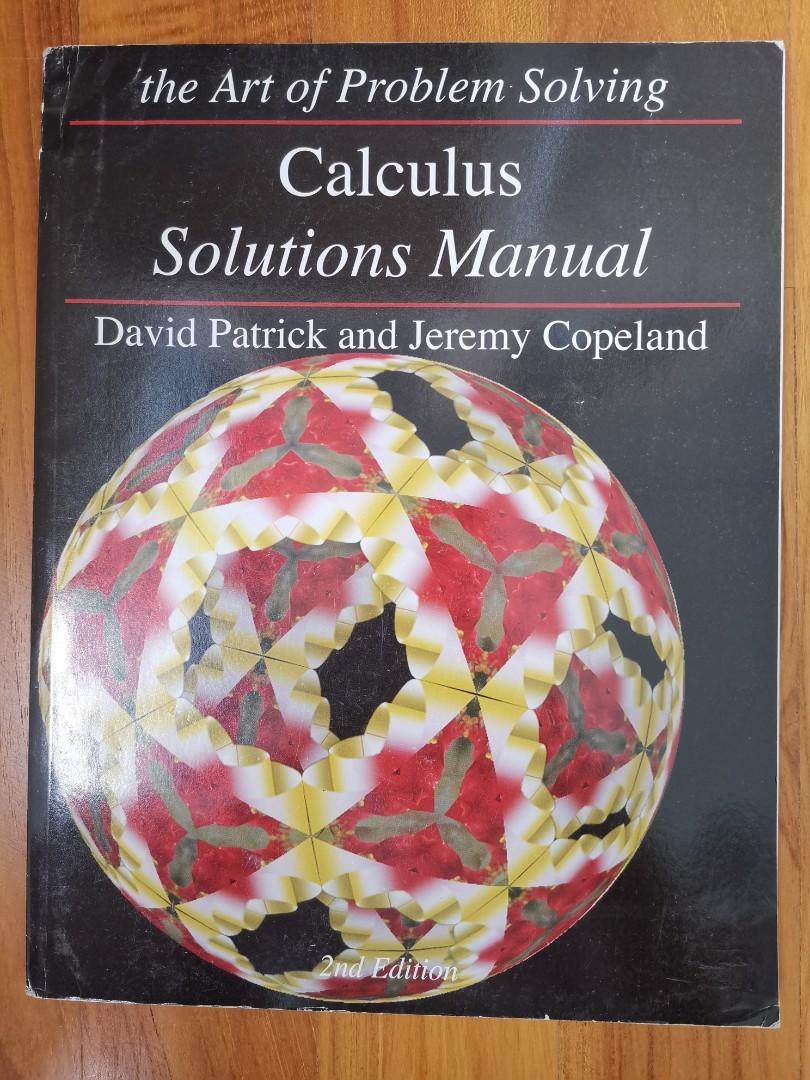 the Art of Problem Solving
Calculus
Solutions Manual
David Patrick and Jeremy Copeland
2nd Edition